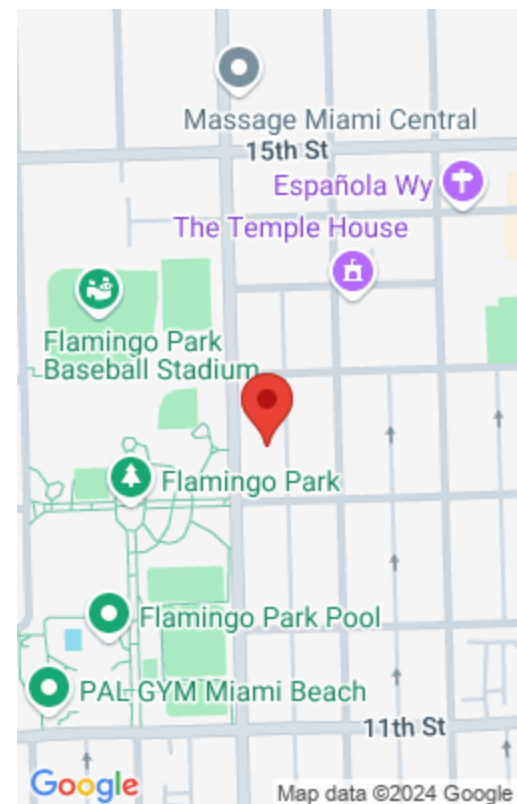 Massage Miami Central
15th St
Española Wy
The Temple House
Flamingo Park
Baseball Stadium
Flamingo Park
Flamingo Park Pool
PAL GYM Miami Beach
11th St
Google
Map data ©2024 Google